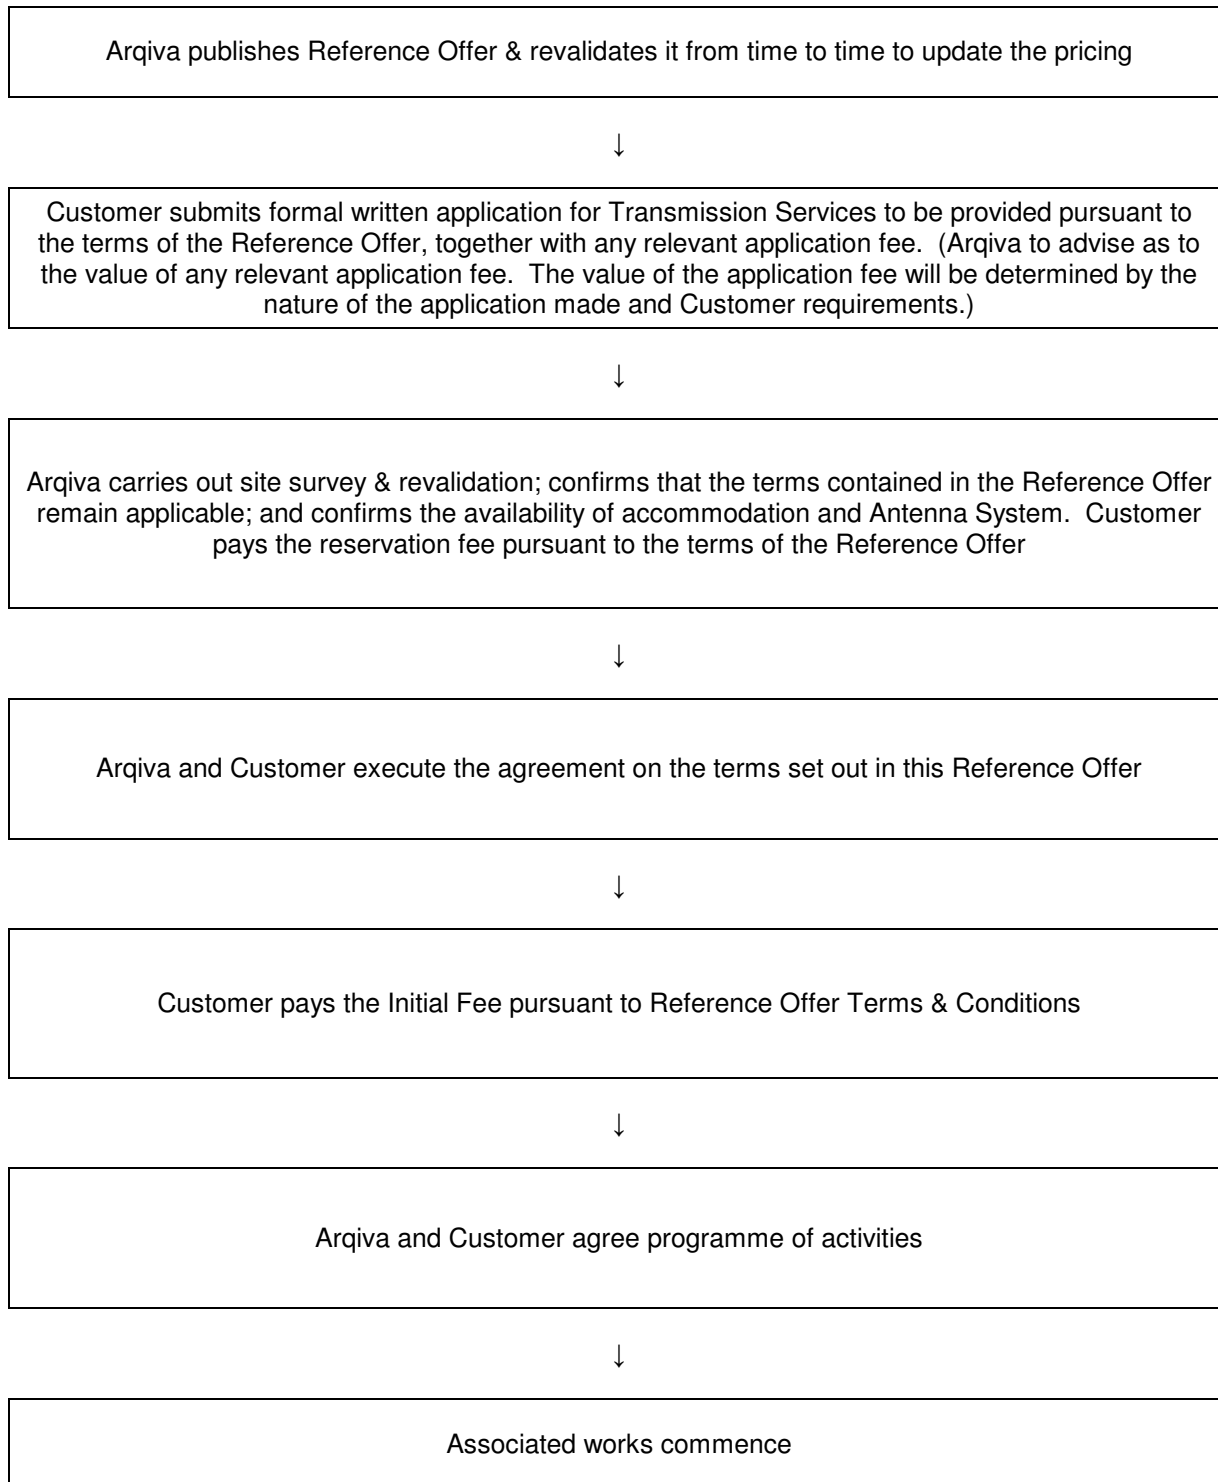 Arqiva publishes Reference Offer & revalidates it from time to time to update the pricing
↓
Customer submits formal written application for Transmission Services to be provided pursuant to
the terms of the Reference Offer, together with any relevant application fee.  (Arqiva to advise as to
the value of any relevant application fee.  The value of the application fee will be determined by the
nature of the application made and Customer requirements.)
↓
Arqiva carries out site survey & revalidation; confirms that the terms contained in the Reference Offer
remain applicable; and confirms the availability of accommodation and Antenna System.  Customer
pays the reservation fee pursuant to the terms of the Reference Offer
↓
Arqiva and Customer execute the agreement on the terms set out in this Reference Offer
↓
Customer pays the Initial Fee pursuant to Reference Offer Terms & Conditions
↓
Arqiva and Customer agree programme of activities
↓
Associated works commence